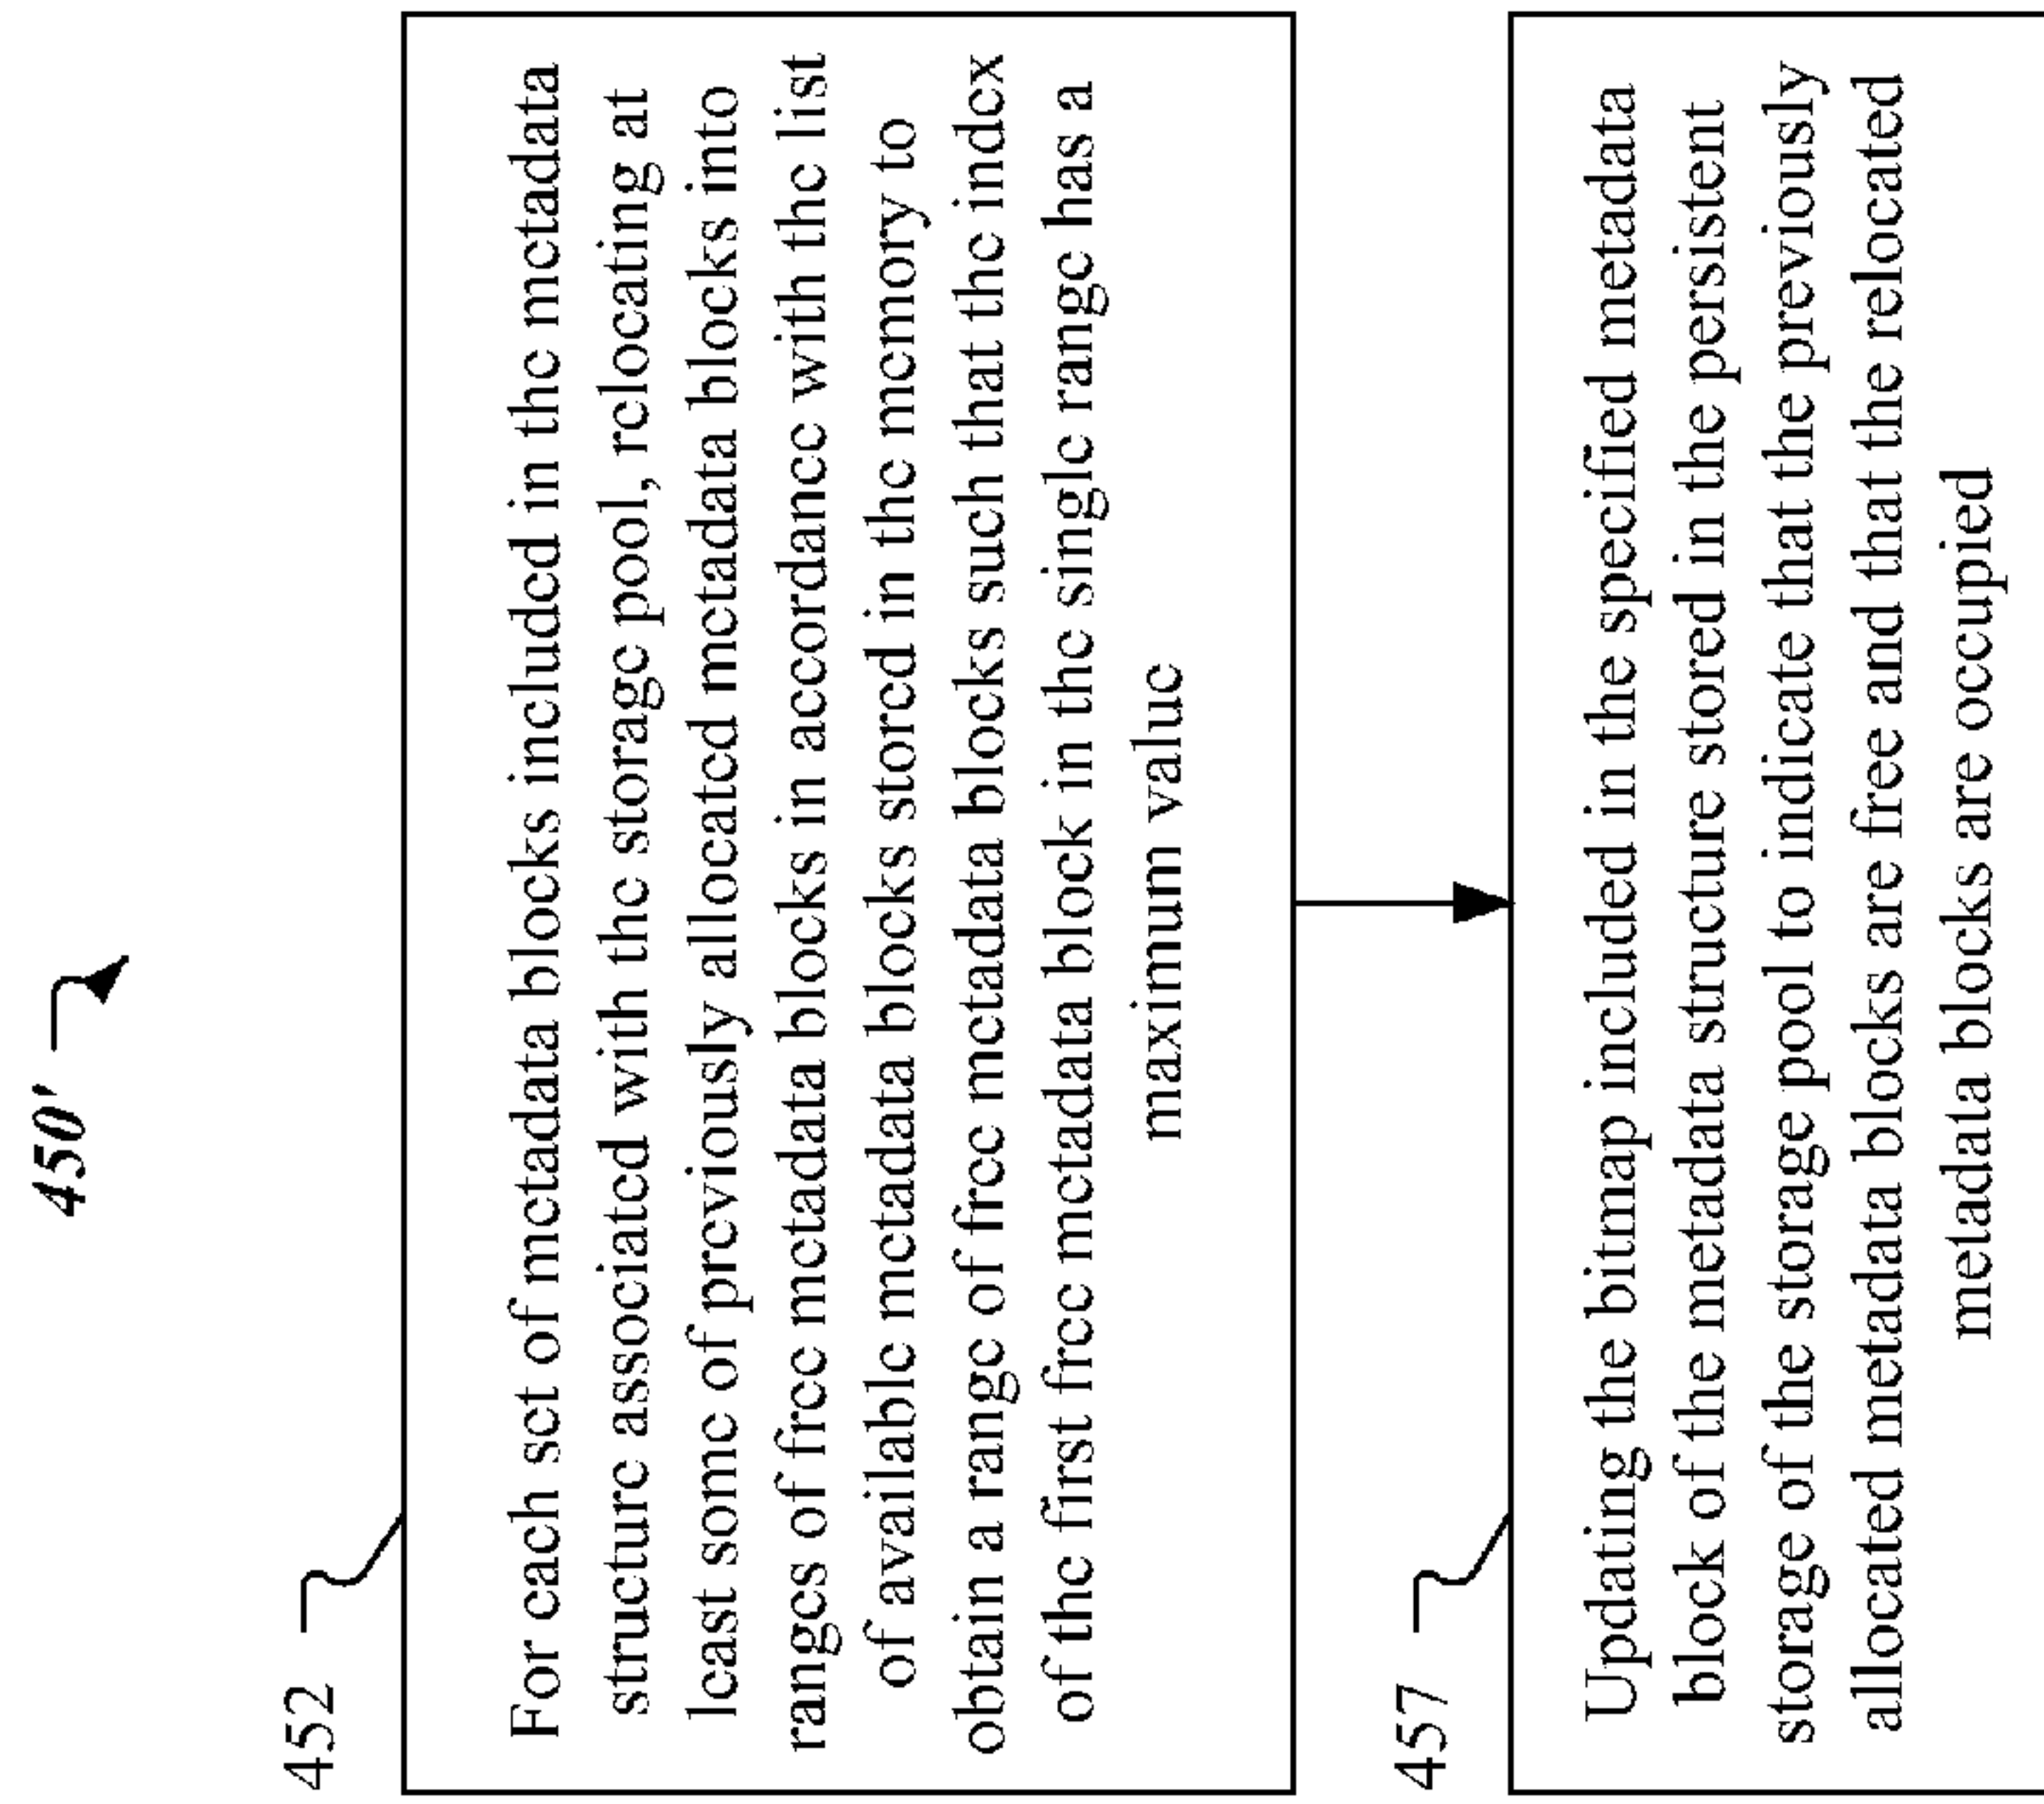 450'
452
For each set of metadata blocks included in the metadata
structure associated with the storage pool, relocating at
least some of previously allocated metadata blocks into
ranges of free metadata blocks in accordance with the list
of available metadata blocks stored in the memory to
obtain a range of free metadata blocks such that the index
of the first free metadata block in the single range has a
maximum value
457
Updating the bitmap included in the specified metadata
block of the metadata structure stored in the persistent
storage of the storage pool to indicate that the previously
allocated metadata blocks are free and that the relocated
metadata blocks are occupied